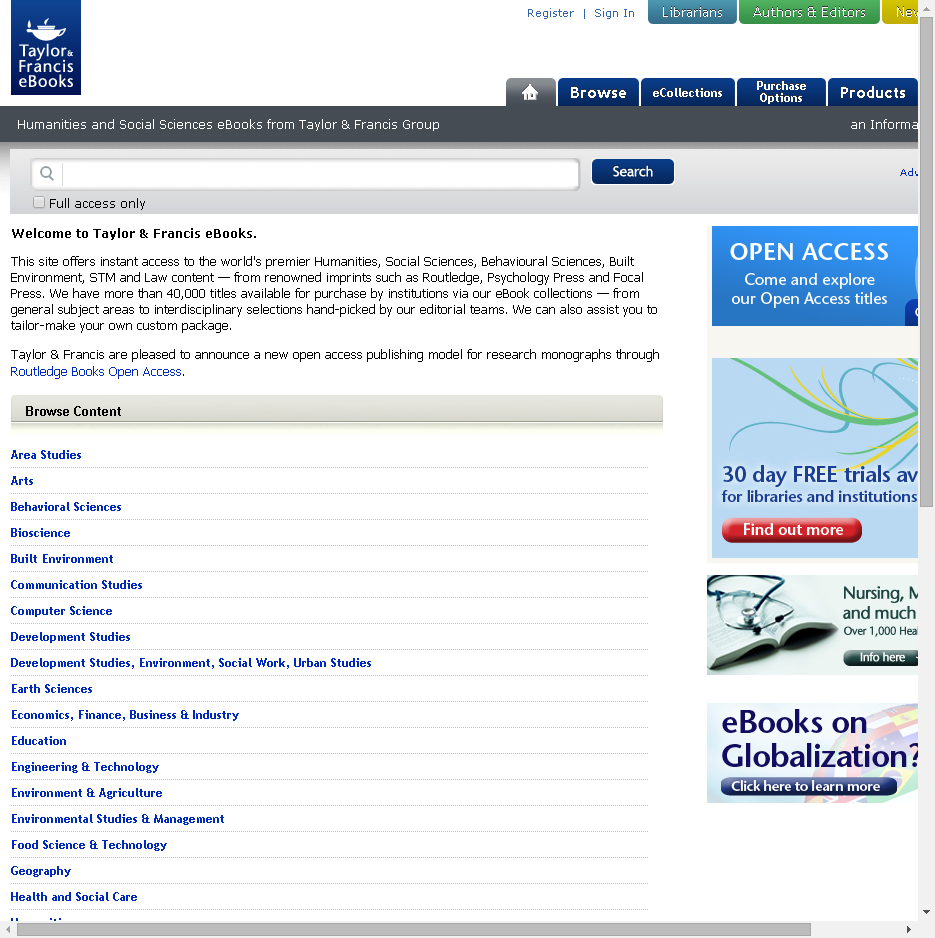 Register | Sign In Librarians Authors & Editors
Taylor &
Francis
eBooks
Browse eCollections Purchase Options Products
Humanities and Social Sciences eBooks from Taylor & Francis Group an Informa
Search
Full access only
Welcome to Taylor & Francis eBooks.
This site offers instant access to the world's premier Humanities, Social Sciences, Behavioural Sciences, Built
Environment, STM and Law content — from renowned imprints such as Routledge, Psychology Press and Focal
Press. We have more than 40,000 titles available for purchase by institutions via our eBook collections — from
general subject areas to interdisciplinary selections hand-picked by our editorial teams. We can also assist you to
tailor-make your own custom package.
Taylor & Francis are pleased to announce a new open access publishing model for research monographs through
Routledge Books Open Access.
Browse Content
Area Studies
Arts
Behavioral Sciences
Bioscience
Built Environment
Communication Studies
Computer Science
Development Studies
Development Studies, Environment, Social Work, Urban Studies
Earth Sciences
Economics, Finance, Business & Industry
Education
Engineering & Technology
Environment & Agriculture
Environmental Studies & Management
Food Science & Technology
Geography
Health and Social Care
OPEN ACCESS
Come and explore
our Open Access titles
30 day FREE trials av
for libraries and institutions
Find out more
Nursing, M
and much
Over 1,000 Hea
Info here
eBooks on
Globalization?
Click here to learn more